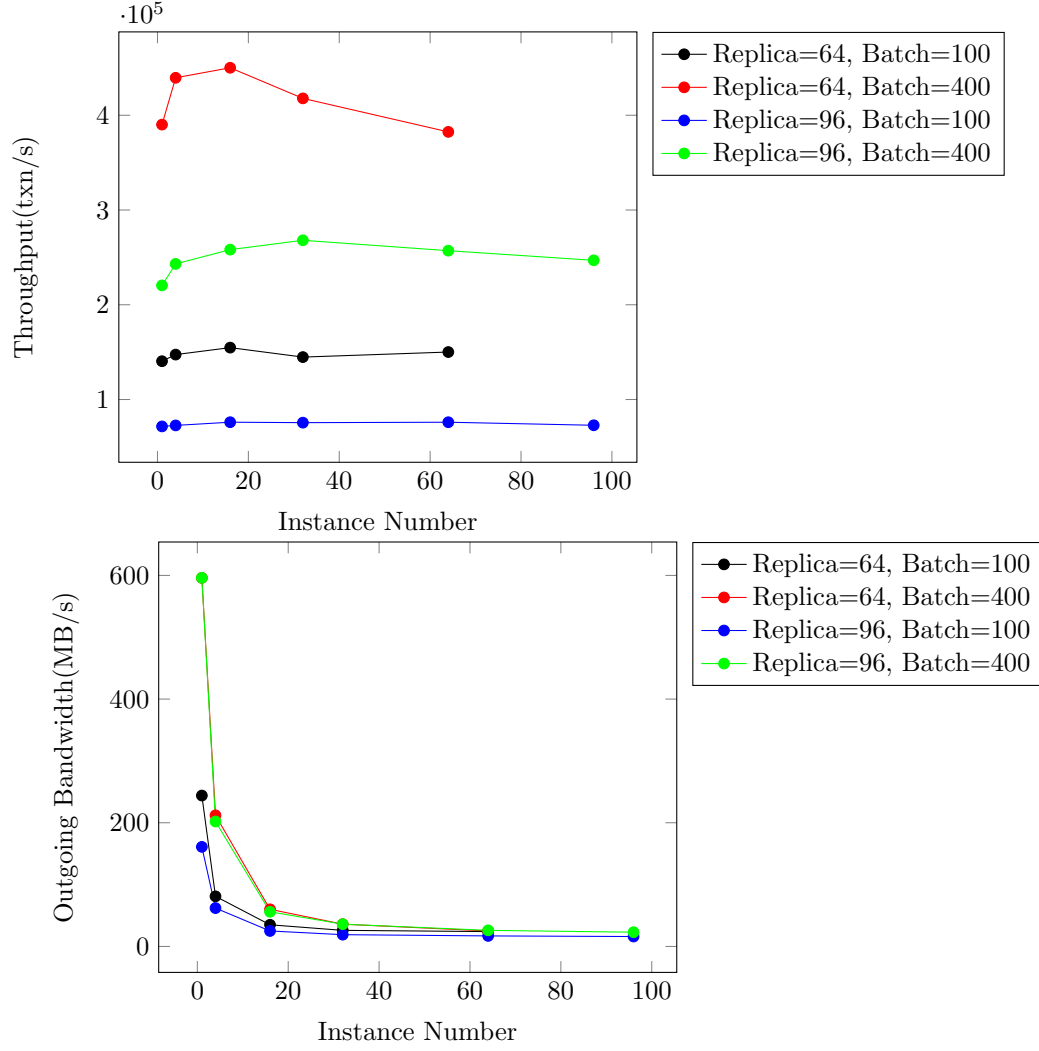 ·10⁵
Replica=64, Batch=100
Replica=64, Batch=400
Replica=96, Batch=100
Replica=96, Batch=400
4
3
2
1
Throughput(txn/s)
0 20 40 60 80 100
Instance Number
Replica=64, Batch=100
Replica=64, Batch=400
Replica=96, Batch=100
Replica=96, Batch=400
600
400
200
0
Outgoing Bandwidth(MB/s)
0 20 40 60 80 100
Instance Number